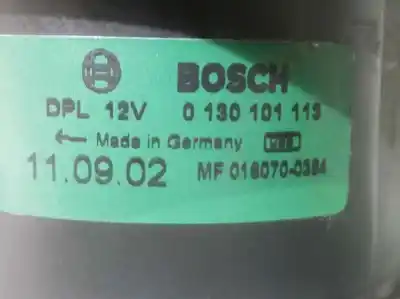 BOSCH
DPL 12V 0 130 101 113
← Made in Germany
11.09.02 MF 016070-0384